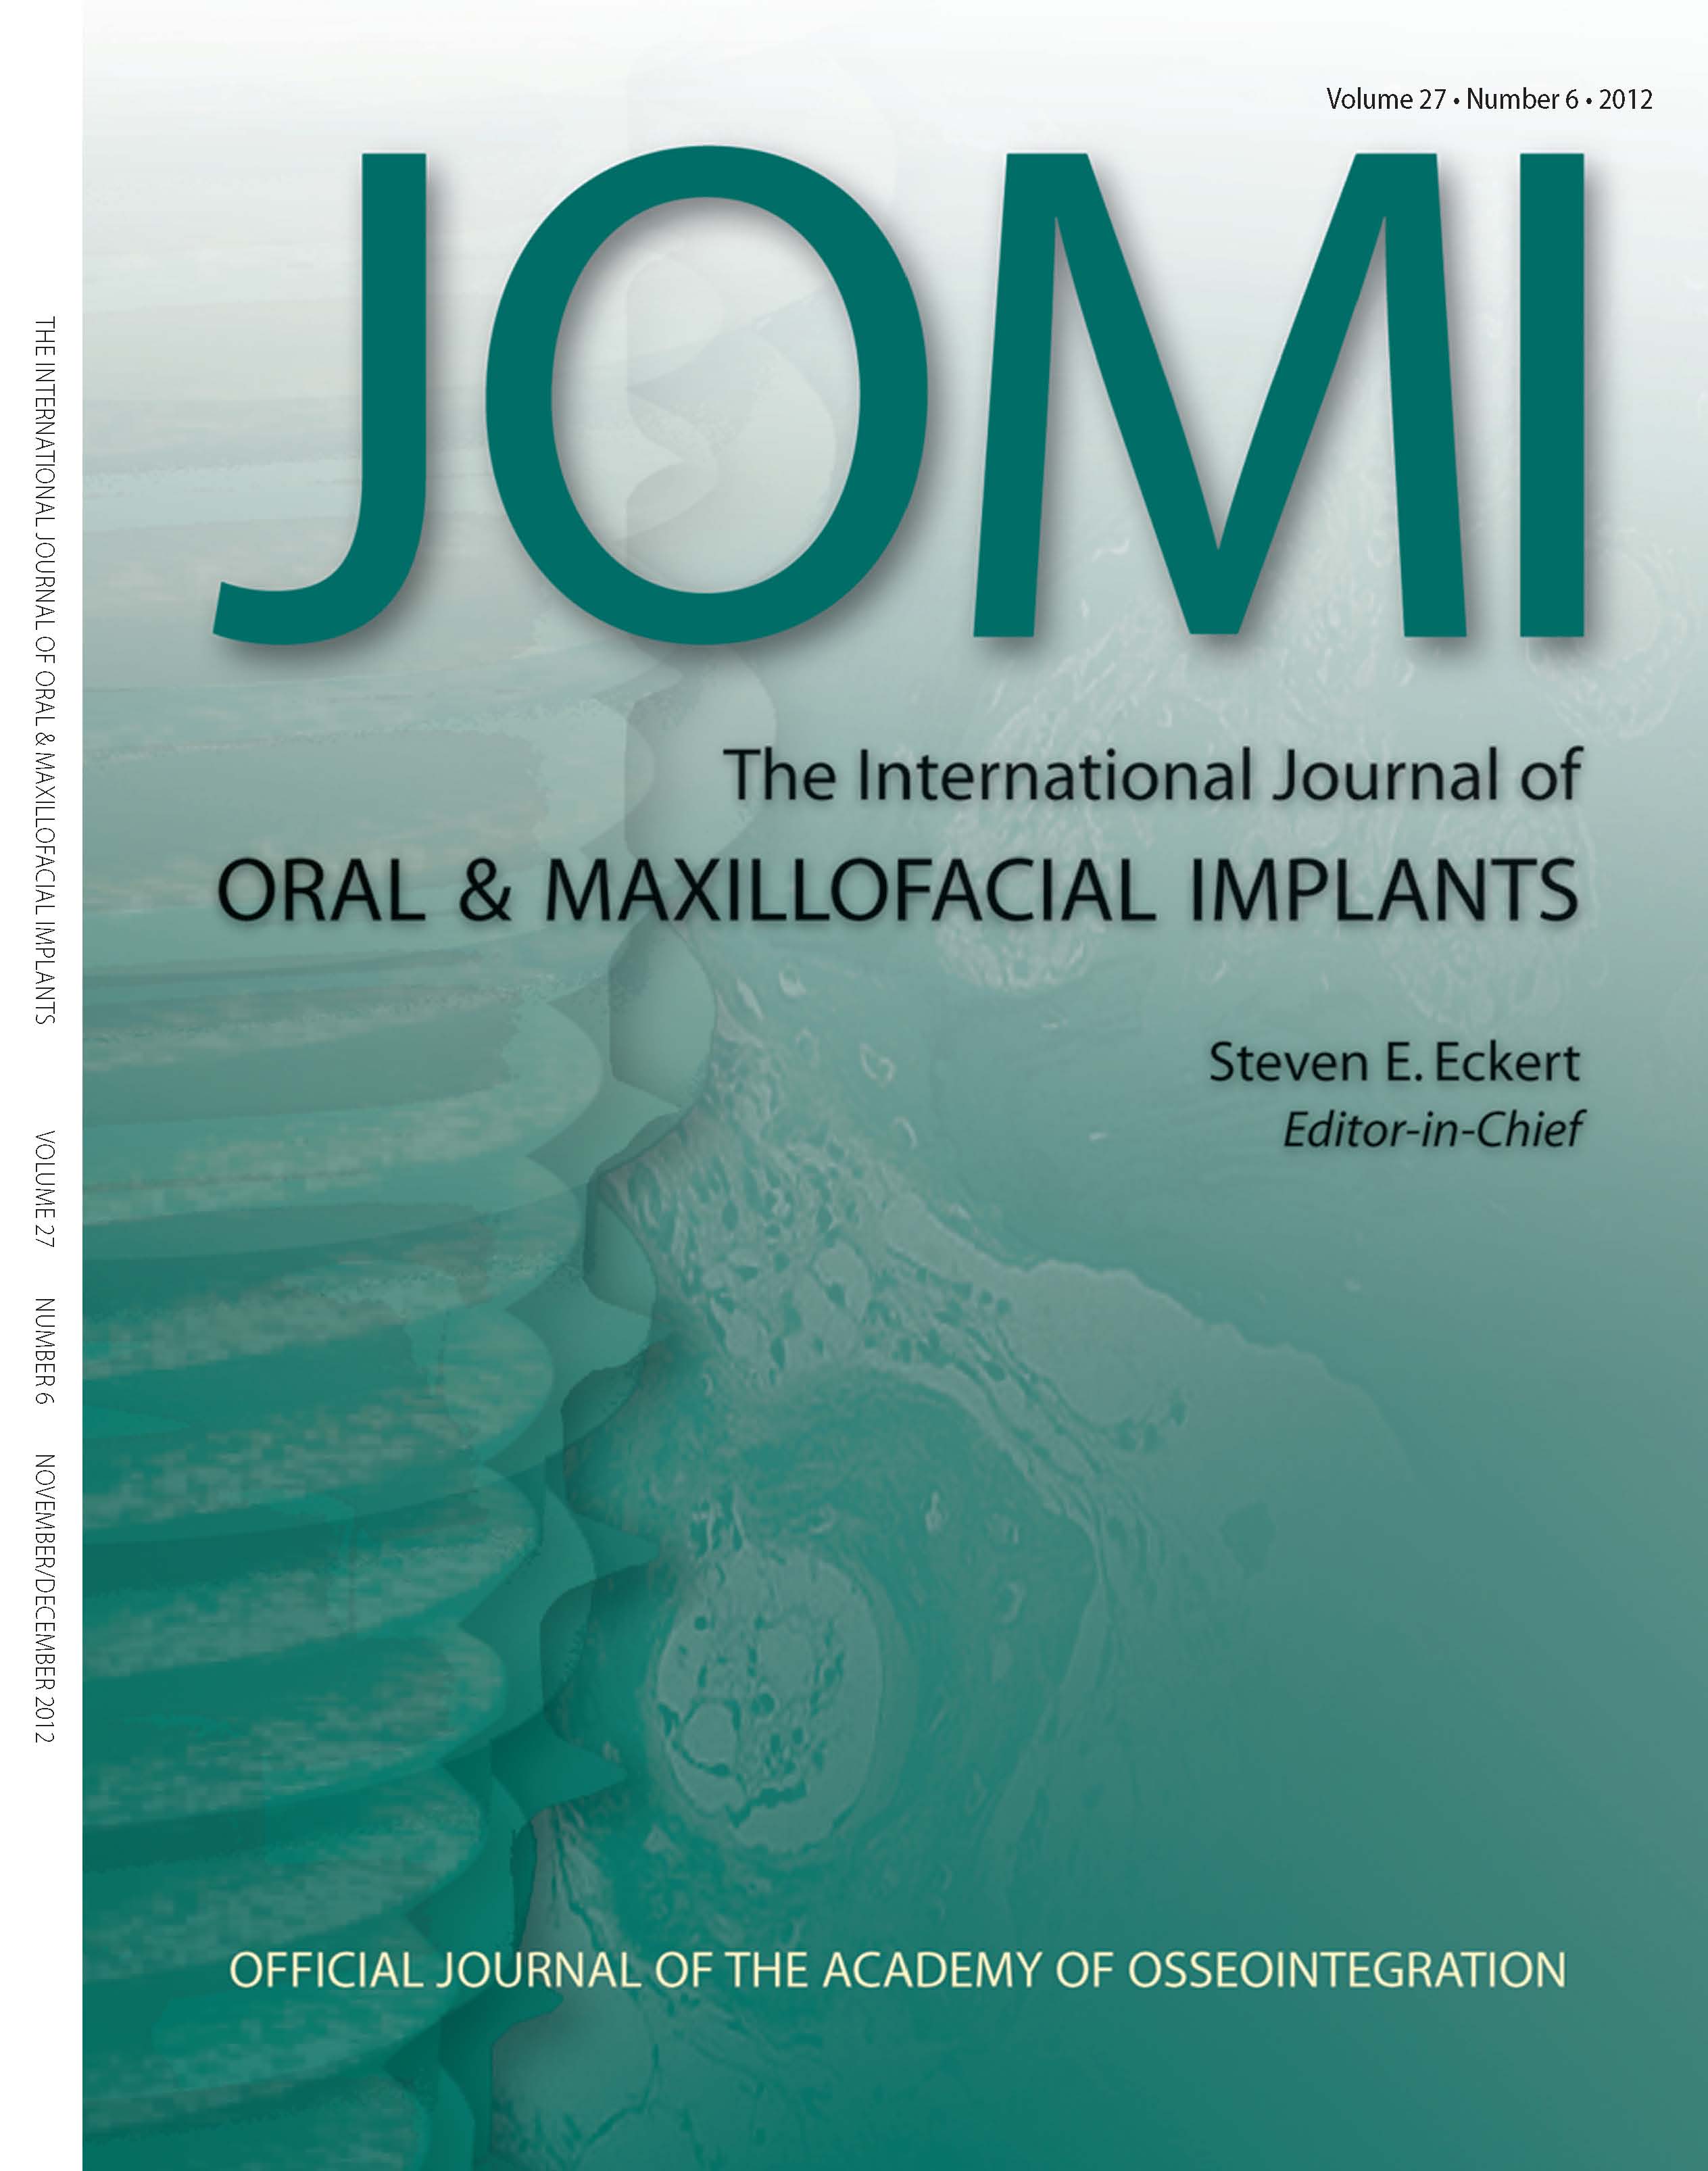 Volume 27 • Number 6 • 2012
JOMI
The International Journal of
ORAL & MAXILLOFACIAL IMPLANTS
Steven E. Eckert
Editor-in-Chief
OFFICIAL JOURNAL OF THE ACADEMY OF OSSEOINTEGRATION
THE INTERNATIONAL JOURNAL OF ORAL & MAXILLOFACIAL IMPLANTS VOLUME 27 NUMBER 6 NOVEMBER/DECEMBER 2012